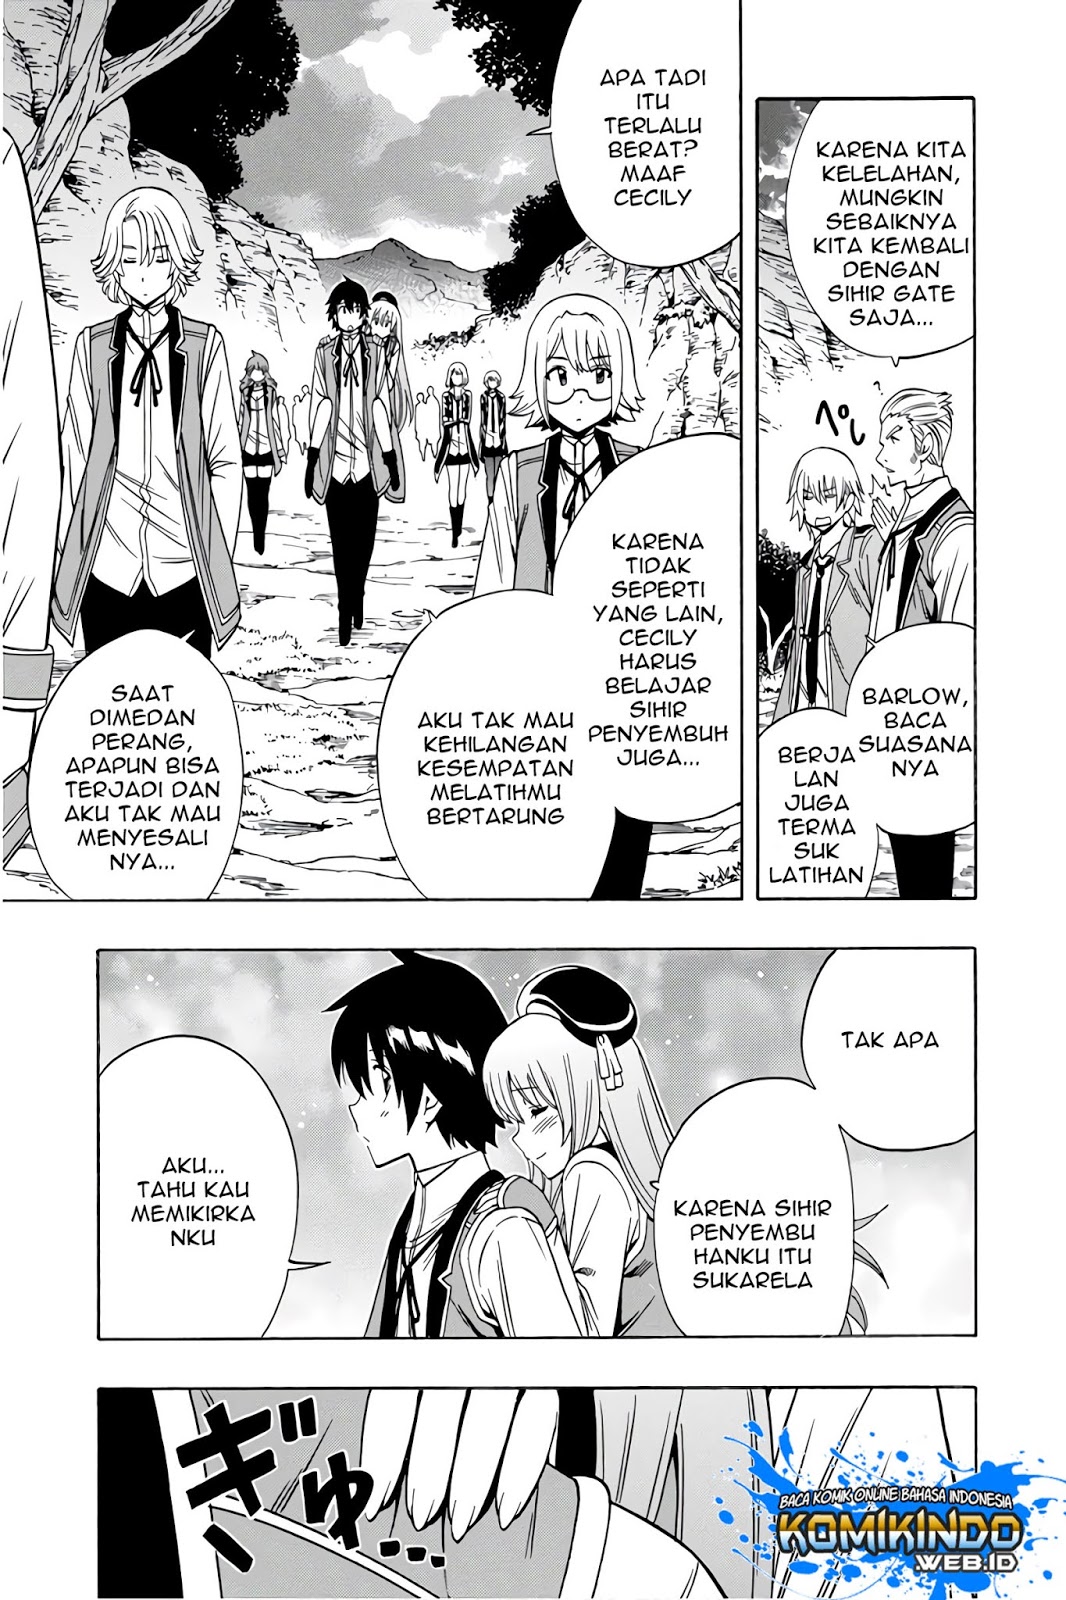 KARENA KITA
KELELAHAN,
MUNGKIN
SEBAIKNYA
KITA KEMBALI
DENGAN
SIHIR GATE
SAJA...
ペし
BARLOW,
BACA
SUASANA
NYA
BERJA
LAN
JUGA
TERMA
SUK
LATIHAN
APA TADI
ITU
TERLALU
BERAT?
MAAF
CECILY
KARENA
TIDAK
SEPERTI
YANG LAIN,
CECILY
HARUS
BELAJAR
SIHIR
PENYEMBUH
JUGA...
AKU TAK MAU
KEHILANGAN
KESEMPATAN
MELATIHMU
BERTARUNG
SAAT
DIMEDAN
PERANG,
APAPUN BISA
TERJADI DAN
AKU TAK MAU
MENYESALI
NYA...
TAK APA
KARENA SIHIR
PENYEMBU
HANKU ITU
SUKARELA
AKU...
TAHU KAU
MEMIKIRKA
NKU
ギゅ...
BACA KOMIK ONLINE BAHASA INDONESIA
KOMIKINDO
.WEB.ID